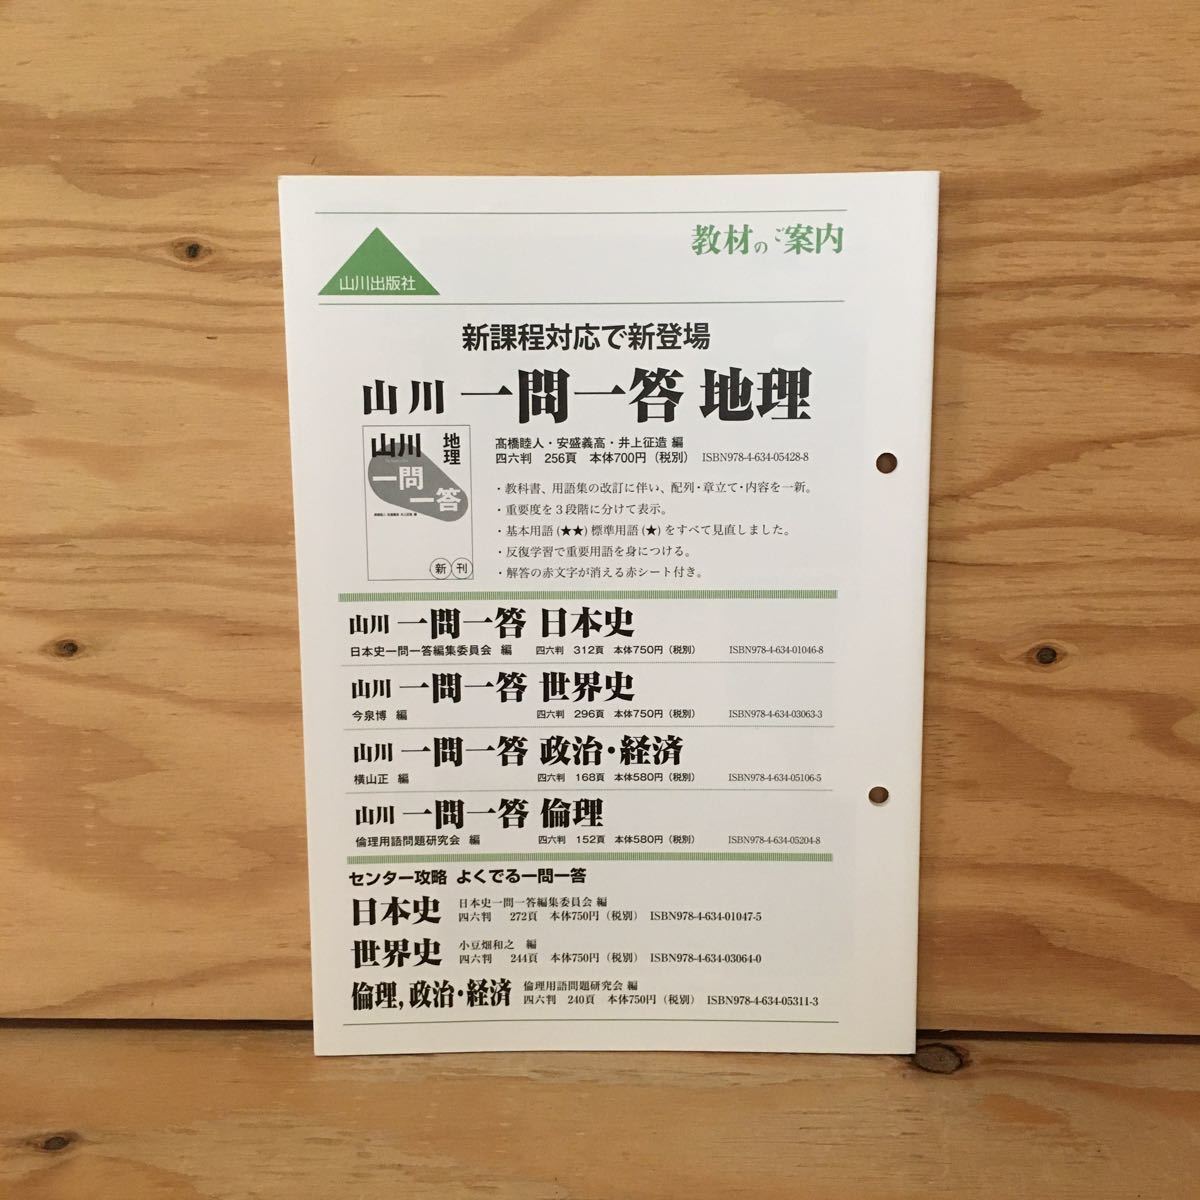 山川出版社
教材のご案内
新課程対応で新登場
山川 一問一答 地理
山川 地理
一問
一答
新刊
髙橋睦人・安盛義高・井上征造 編
四六判 256頁 本体700円（税別） ISBN978-4-634-05428-8
・教科書、用語集の改訂に伴い、配列・章立て・内容を一新。
・重要度を3段階に分けて表示。
・基本用語(★★)標準用語(★)をすべて見直しました。
・反復学習で重要用語を身につける。
・解答の赤文字が消える赤シート付き。
山川 一問一答 日本史
日本史一問一答編集委員会 編 四六判 312頁 本体750円（税別） ISBN978-4-634-01046-8
山川 一問一答 世界史
今泉博 編 四六判 296頁 本体750円（税別） ISBN978-4-634-03063-3
山川 一問一答 政治・経済
横山正 編 四六判 168頁 本体580円（税別） ISBN978-4-634-05106-5
山川 一問一答 倫理
倫理用語問題研究会 編 四六判 152頁 本体580円（税別） ISBN978-4-634-05204-8
センター攻略 よくでる一問一答
日本史 日本史一問一答編集委員会 編
四六判 272頁 本体750円（税別） ISBN978-4-634-01047-5
世界史 小豆畑和之 編
四六判 244頁 本体750円（税別） ISBN978-4-634-03064-0
倫理, 政治・経済 倫理用語問題研究会 編
四六判 240頁 本体750円（税別） ISBN978-4-634-05311-3